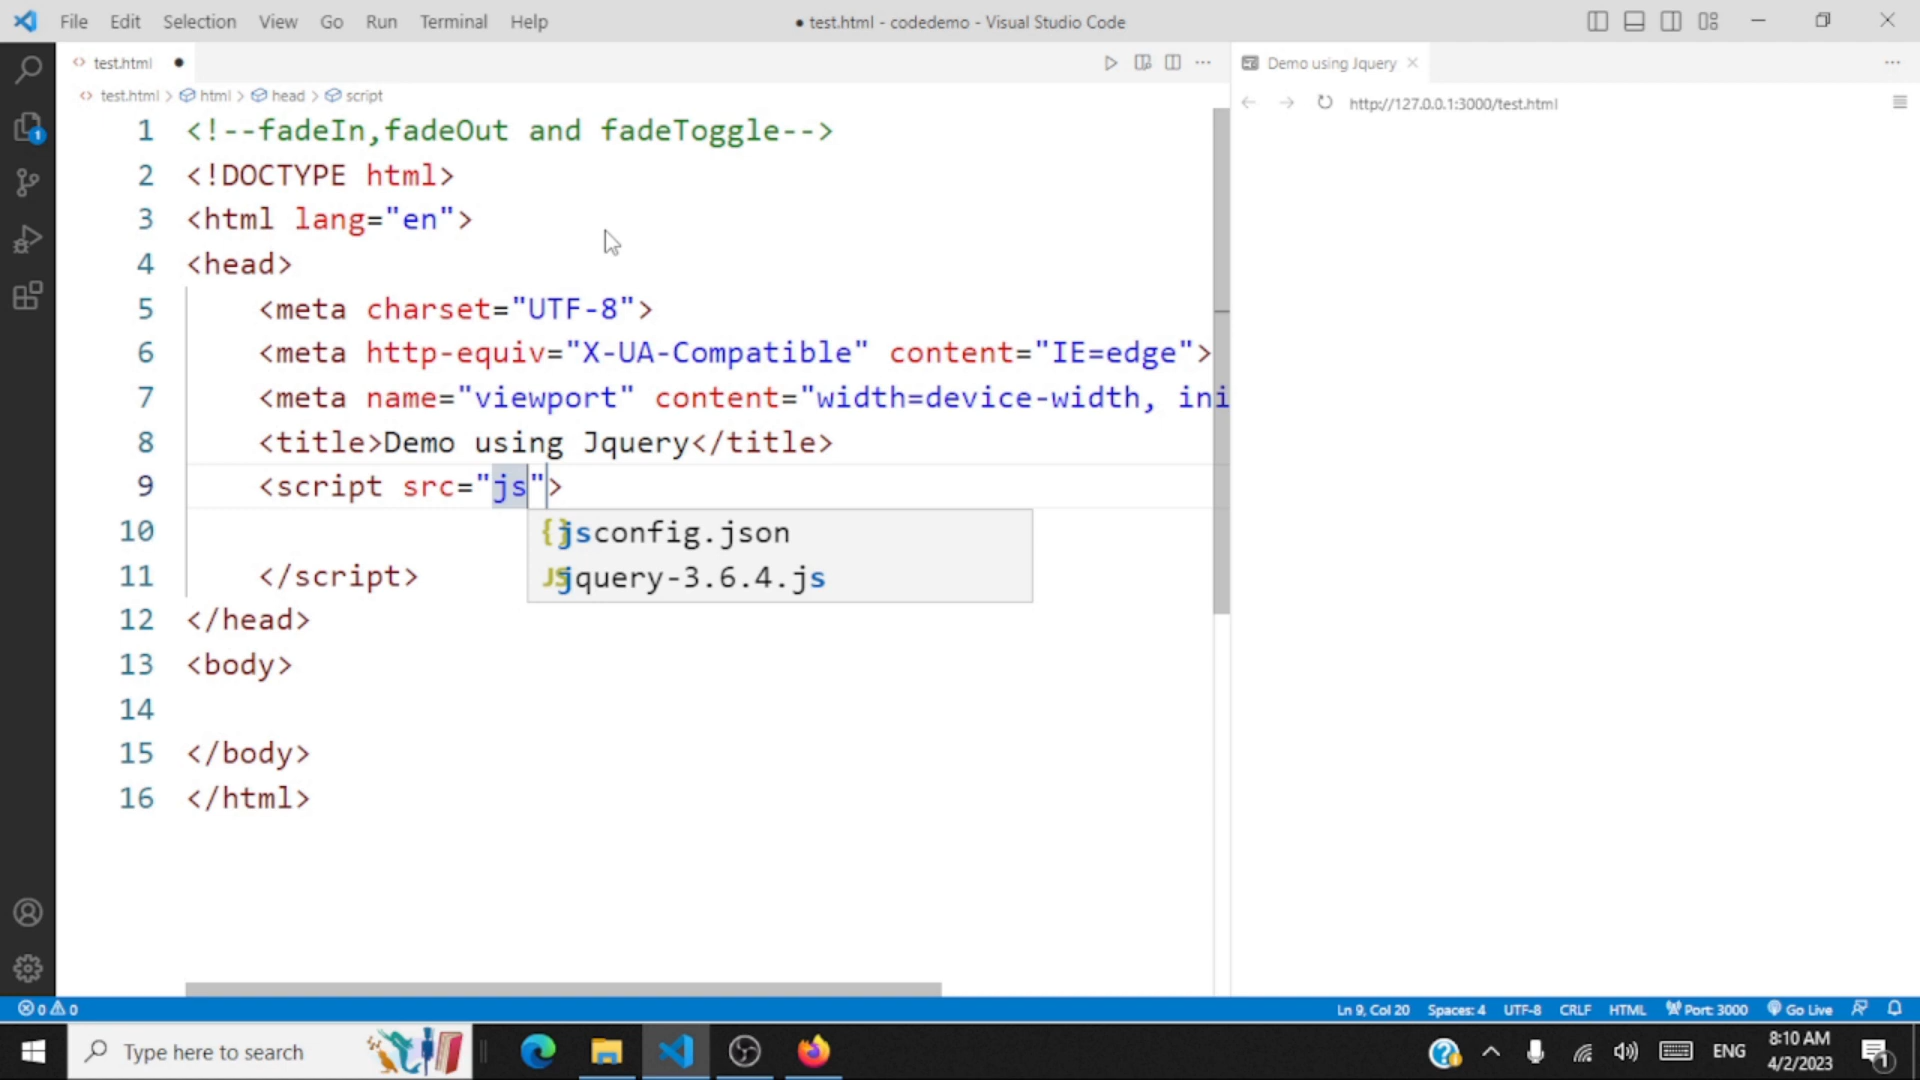 File Edit Selection View Go Run Terminal Help
● test.html - codedemo - Visual Studio Code
test.html
Demo using Jquery
test.html > html > head > script
http://127.0.0.1:3000/test.html
1 <!--fadeIn,fadeOut and fadeToggle-->
2 <!DOCTYPE html>
3 <html lang="en">
4 <head>
5 <meta charset="UTF-8">
6 <meta http-equiv="X-UA-Compatible" content="IE=edge">
7 <meta name="viewport" content="width=device-width, ini
8 <title>Demo using Jquery</title>
9 <script src="js">
jsconfig.json
10
jquery-3.6.4.js
11 </script>
12 </head>
13 <body>
14
15 </body>
16 </html>
0 0
Ln 9, Col 20 Spaces: 4 UTF-8 CRLF HTML Port: 3000 Go Live
Type here to search
ENG
8:10 AM
4/2/2023
1
1